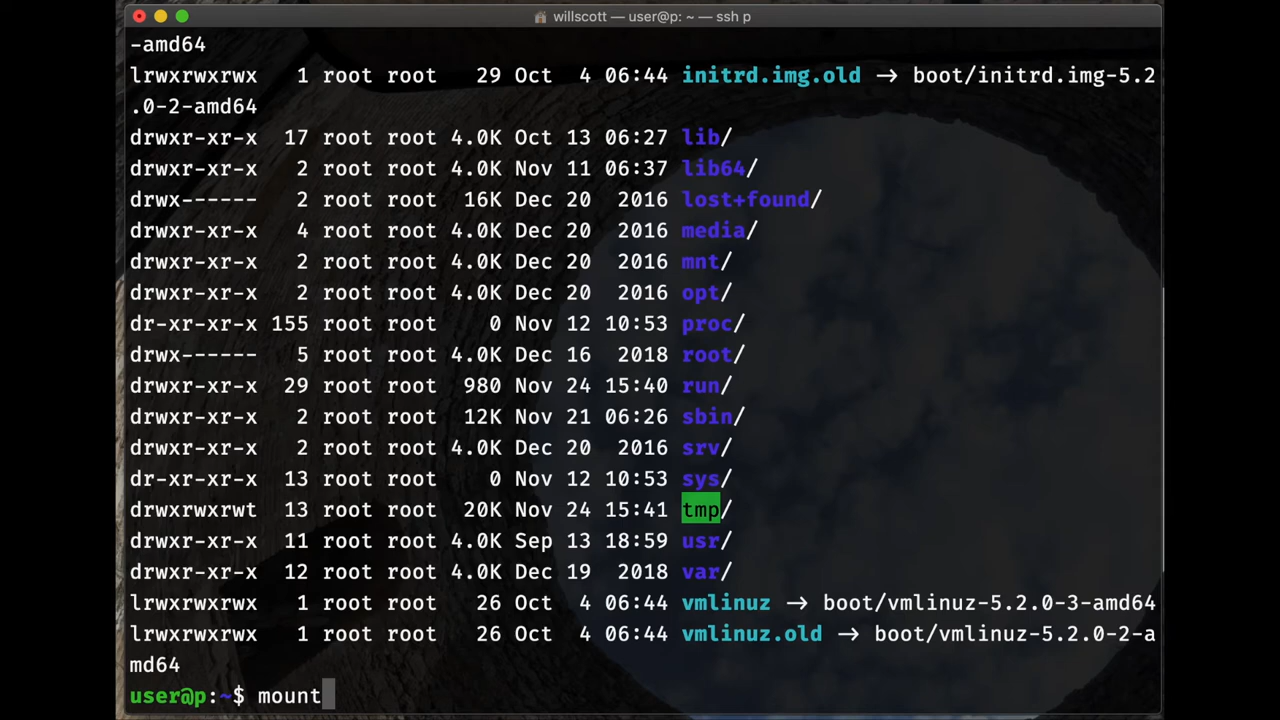 willscott — user@p: ~ — ssh p
-amd64
lrwxrwxrwx 1 root root 29 Oct 4 06:44 initrd.img.old -> boot/initrd.img-5.2
.0-2-amd64
drwxr-xr-x 17 root root 4.0K Oct 13 06:27 lib/
drwxr-xr-x 2 root root 4.0K Nov 11 06:37 lib64/
drwx------ 2 root root 16K Dec 20 2016 lost+found/
drwxr-xr-x 4 root root 4.0K Dec 20 2016 media/
drwxr-xr-x 2 root root 4.0K Dec 20 2016 mnt/
drwxr-xr-x 2 root root 4.0K Dec 20 2016 opt/
dr-xr-xr-x 155 root root 0 Nov 12 10:53 proc/
drwx------ 5 root root 4.0K Dec 16 2018 root/
drwxr-xr-x 29 root root 980 Nov 24 15:40 run/
drwxr-xr-x 2 root root 12K Nov 21 06:26 sbin/
drwxr-xr-x 2 root root 4.0K Dec 20 2016 srv/
dr-xr-xr-x 13 root root 0 Nov 12 10:53 sys/
drwxrwxrwt 13 root root 20K Nov 24 15:41 tmp/
drwxr-xr-x 11 root root 4.0K Sep 13 18:59 usr/
drwxr-xr-x 12 root root 4.0K Dec 19 2018 var/
lrwxrwxrwx 1 root root 26 Oct 4 06:44 vmlinuz -> boot/vmlinuz-5.2.0-3-amd64
lrwxrwxrwx 1 root root 26 Oct 4 06:44 vmlinuz.old -> boot/vmlinuz-5.2.0-2-a
md64
user@p:~$ mount